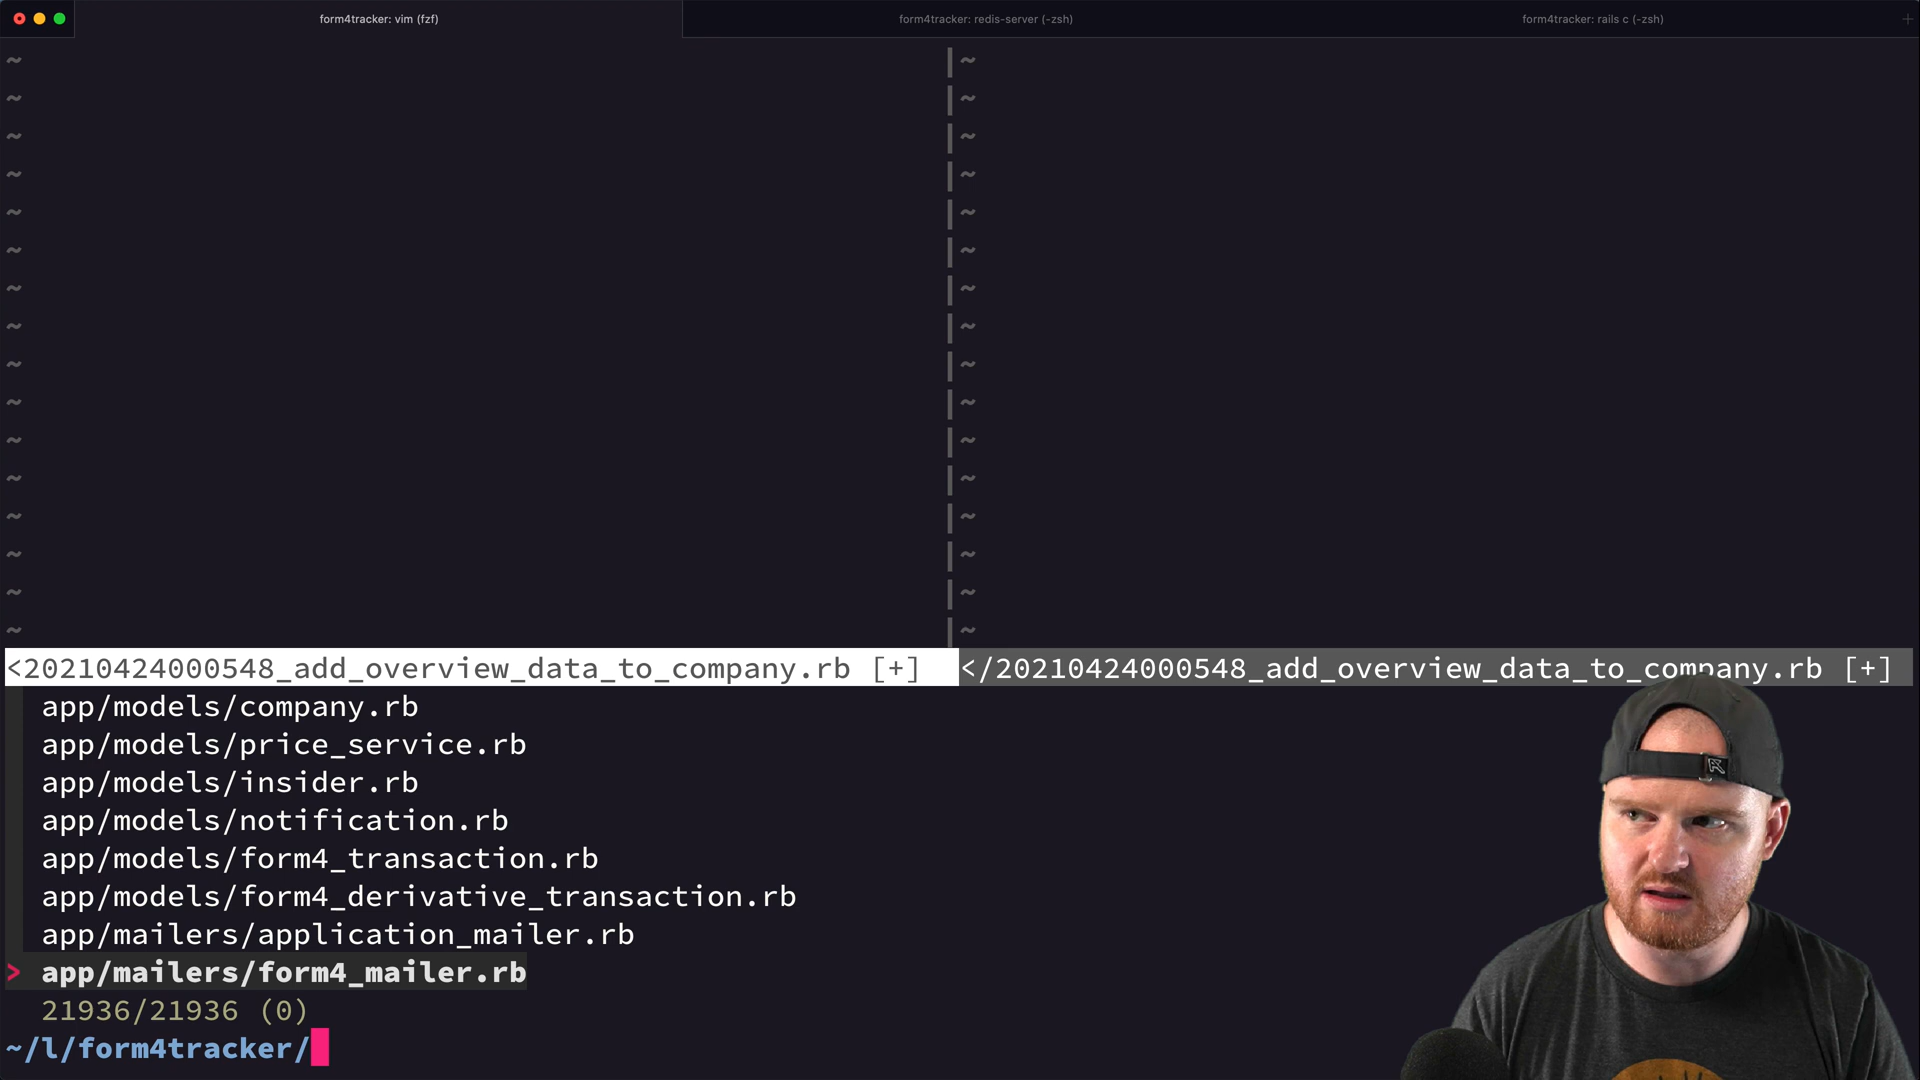 form4tracker: vim (fzf)
form4tracker: redis-server (-zsh)
form4tracker: rails c (-zsh)
<20210424000548_add_overview_data_to_company.rb [+]
</20210424000548_add_overview_data_to_company.rb [+]
app/models/company.rb
app/models/price_service.rb
app/models/insider.rb
app/models/notification.rb
app/models/form4_transaction.rb
app/models/form4_derivative_transaction.rb
app/mailers/application_mailer.rb
> app/mailers/form4_mailer.rb
21936/21936 (0)
~/l/form4tracker/